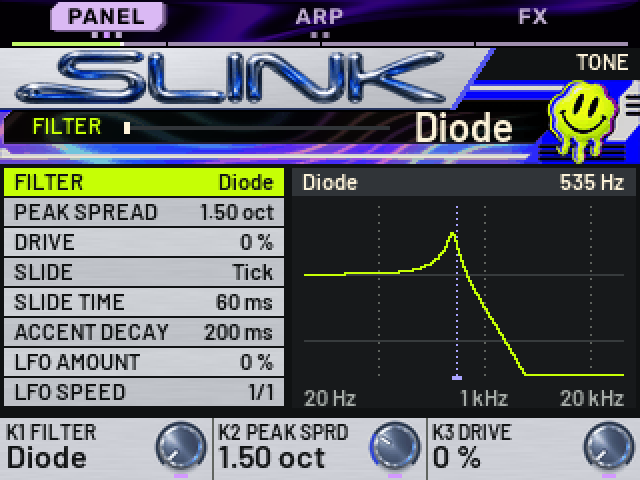 PANEL ARP FX
SLINK
TONE
FILTER Diode
FILTER Diode
PEAK SPREAD 1.50 oct
DRIVE 0 %
SLIDE Tick
SLIDE TIME 60 ms
ACCENT DECAY 200 ms
LFO AMOUNT 0 %
LFO SPEED 1/1
Diode 535 Hz
20 Hz 1 kHz 20 kHz
K1 FILTER K2 PEAK SPRD K3 DRIVE
Diode 1.50 oct 0 %